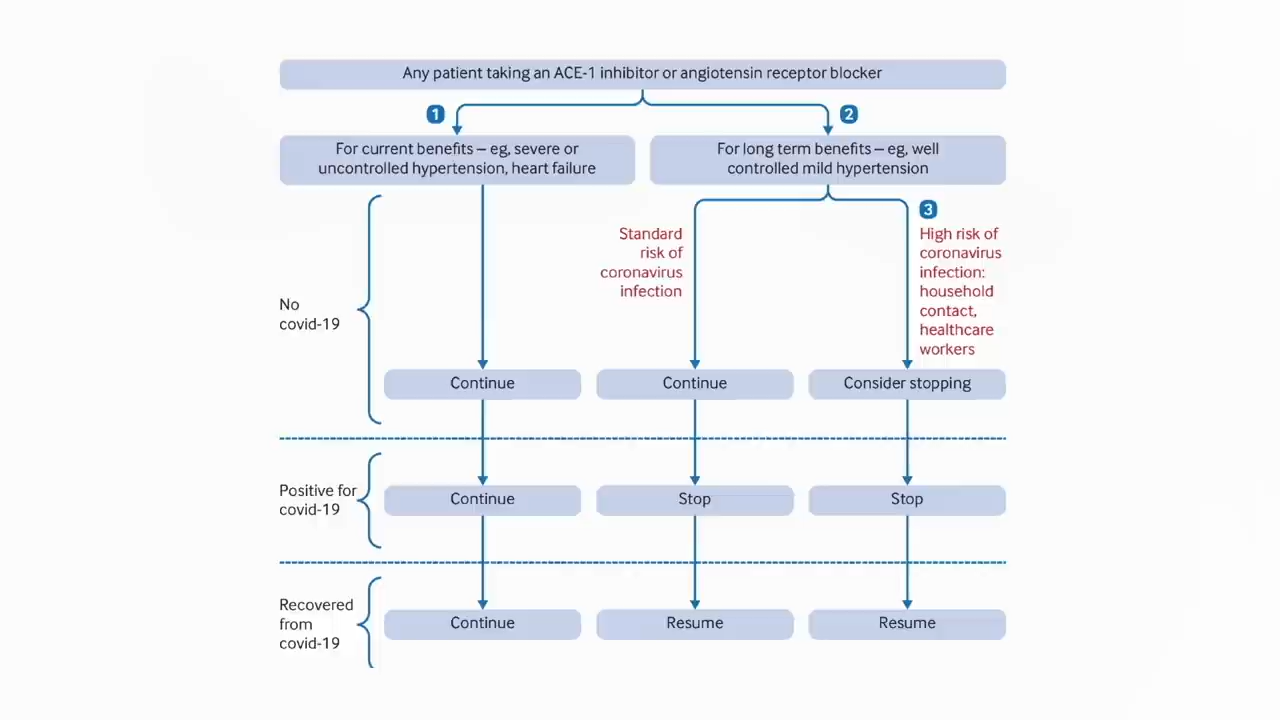 Any patient taking an ACE-1 inhibitor or angiotensin receptor blocker
1
2
For current benefits – eg, severe or
uncontrolled hypertension, heart failure
For long term benefits – eg, well
controlled mild hypertension
3
Standard
risk of
coronavirus
infection
High risk of
coronavirus
infection:
household
contact,
healthcare
workers
No
covid-19
Continue
Continue
Consider stopping
Positive for
covid-19
Continue
Stop
Stop
Recovered
from
covid-19
Continue
Resume
Resume